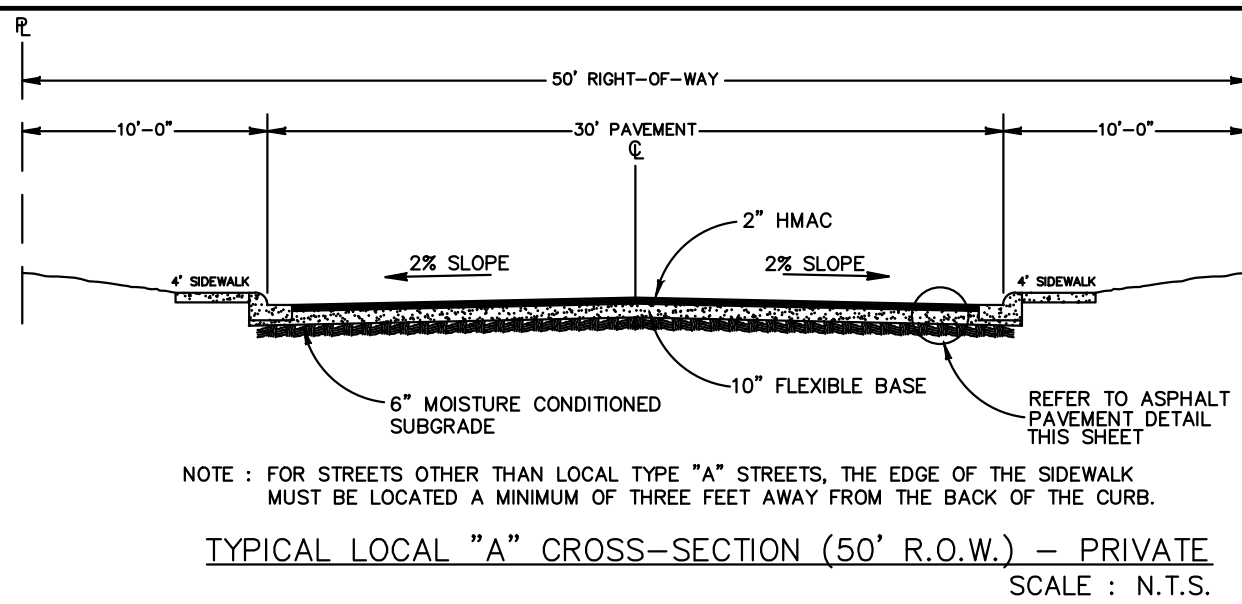 PL
50' RIGHT-OF-WAY
10'-0"
30' PAVEMENT
10'-0"
CL
2" HMAC
2% SLOPE
2% SLOPE
4' SIDEWALK
4' SIDEWALK
10" FLEXIBLE BASE
6" MOISTURE CONDITIONED
SUBGRADE
REFER TO ASPHALT
PAVEMENT DETAIL
THIS SHEET
NOTE : FOR STREETS OTHER THAN LOCAL TYPE "A" STREETS, THE EDGE OF THE SIDEWALK
MUST BE LOCATED A MINIMUM OF THREE FEET AWAY FROM THE BACK OF THE CURB.
TYPICAL LOCAL "A" CROSS-SECTION (50' R.O.W.) - PRIVATE
SCALE : N.T.S.